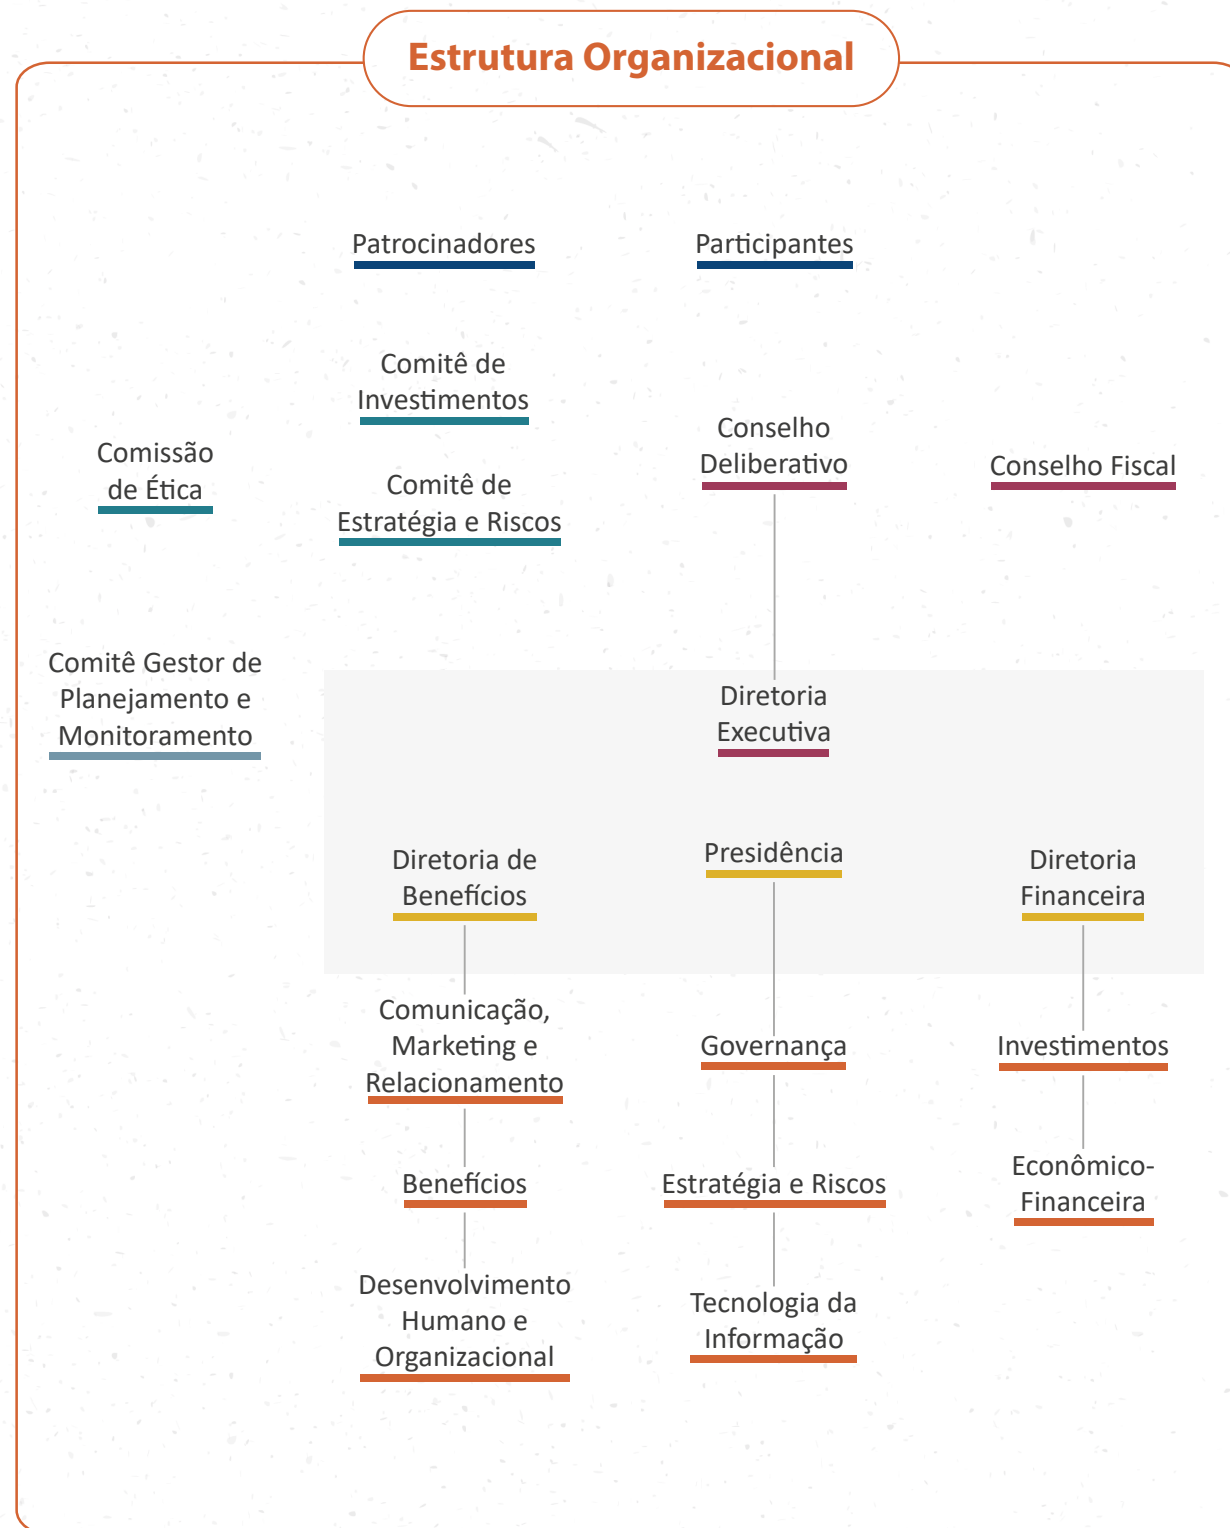 Estrutura Organizacional
Patrocinadores
Participantes
Comitê de
Investimentos
Comissão
de Ética
Comitê de
Estratégia e Riscos
Conselho
Deliberativo
Conselho Fiscal
Comitê Gestor de
Planejamento e
Monitoramento
Diretoria
Executiva
Diretoria de
Benefícios
Presidência
Diretoria
Financeira
Comunicação,
Marketing e
Relacionamento
Governança
Investimentos
Benefícios
Estratégia e Riscos
Econômico-
Financeira
Desenvolvimento
Humano e
Organizacional
Tecnologia da
Informação